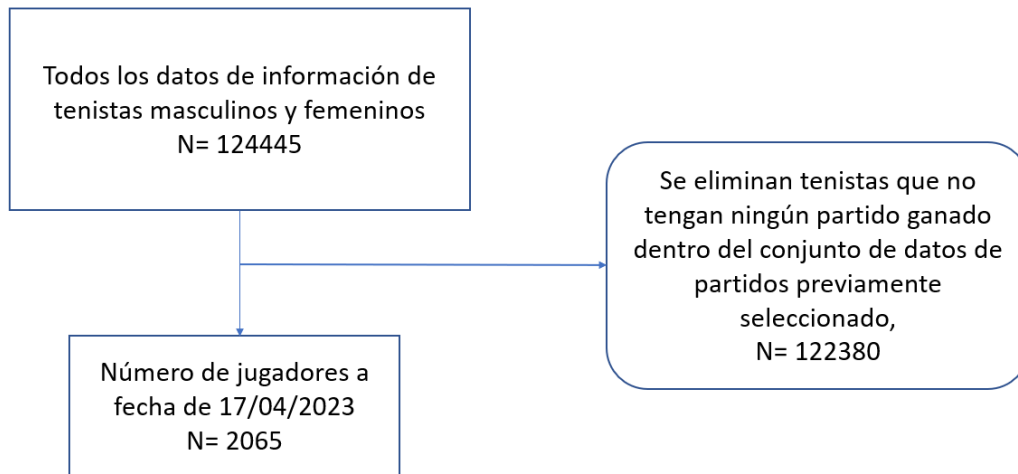 Todos los datos de información de
tenistas masculinos y femeninos
N= 124445
Se eliminan tenistas que no
tengan ningún partido ganado
dentro del conjunto de datos de
partidos previamente
seleccionado,
N= 122380
Número de jugadores a
fecha de 17/04/2023
N= 2065